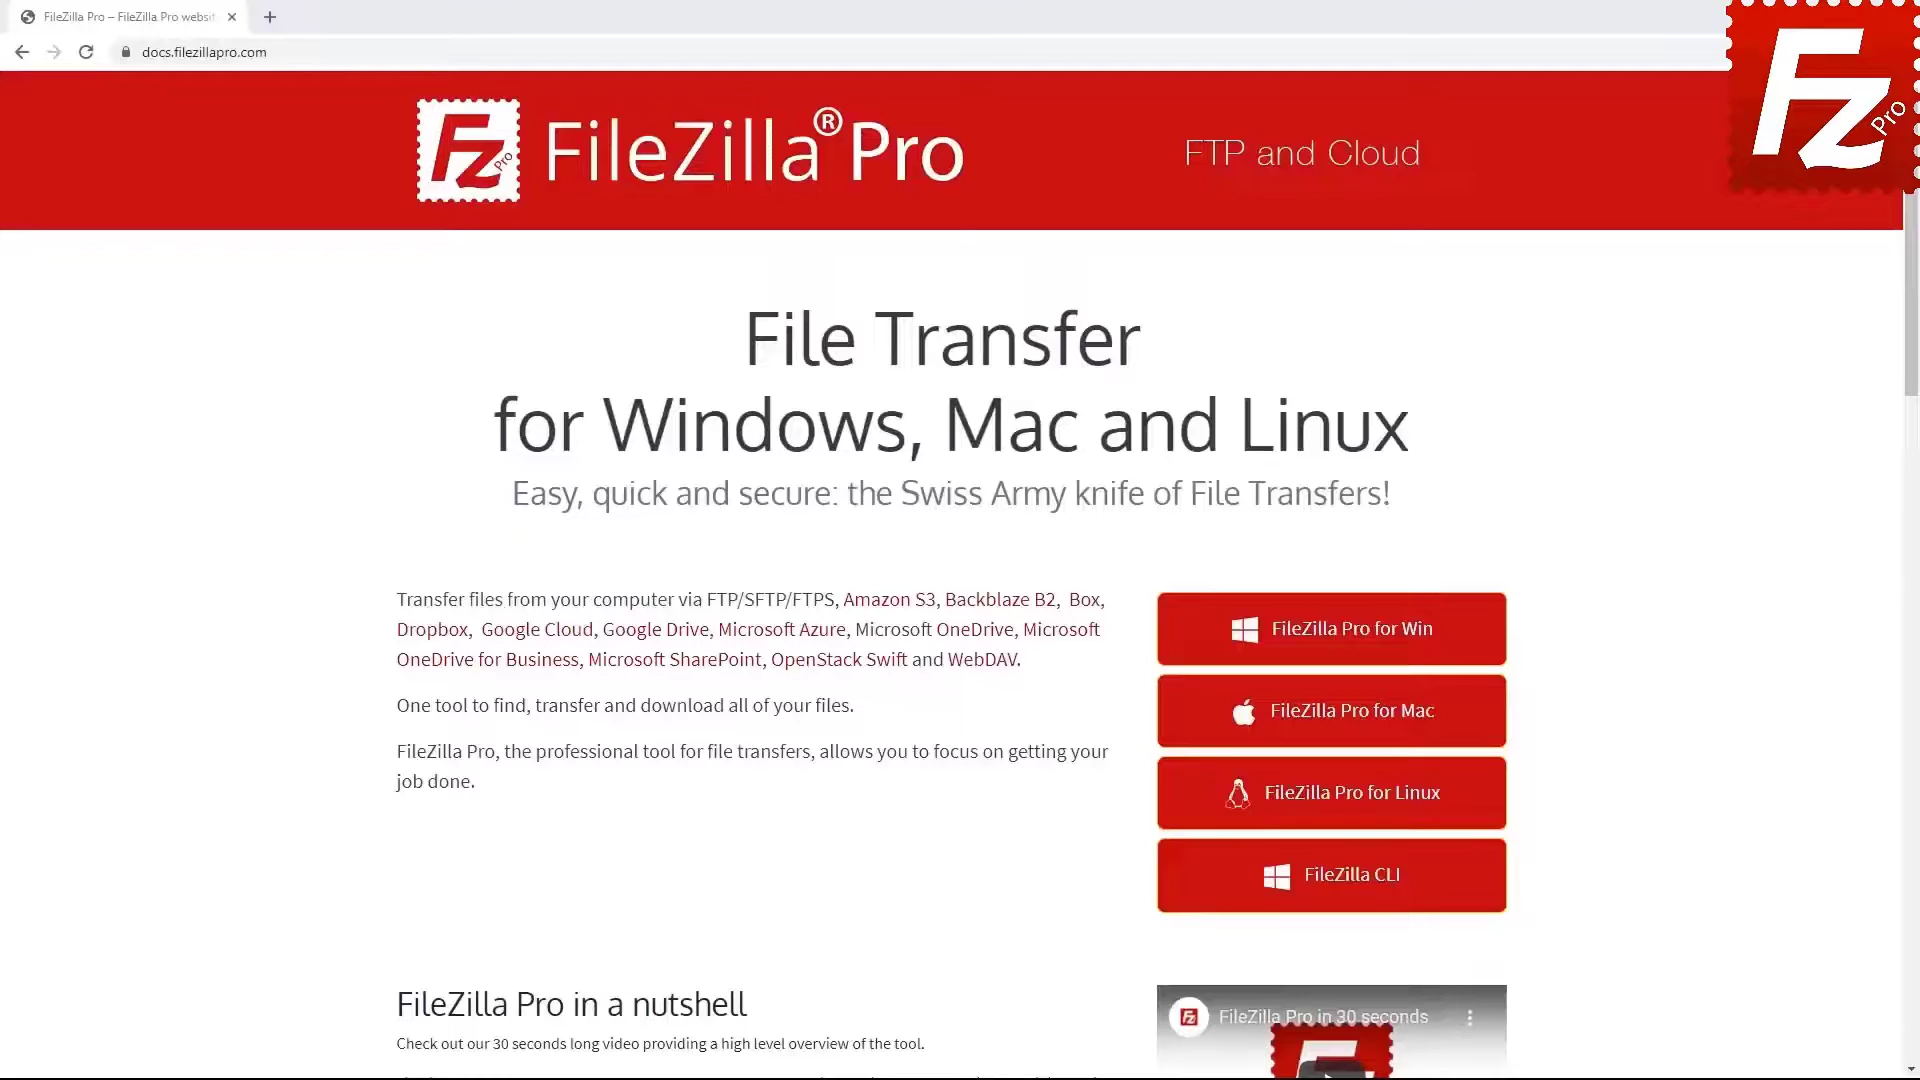 FileZilla Pro – FileZilla Pro websit
docs.filezillapro.com
Fz Pro
Fz Pro
FileZilla® Pro
FTP and Cloud
File Transfer
for Windows, Mac and Linux
Easy, quick and secure: the Swiss Army knife of File Transfers!
Transfer files from your computer via FTP/SFTP/FTPS, Amazon S3, Backblaze B2, Box,
Dropbox, Google Cloud, Google Drive, Microsoft Azure, Microsoft OneDrive, Microsoft
OneDrive for Business, Microsoft SharePoint, OpenStack Swift and WebDAV.
One tool to find, transfer and download all of your files.
FileZilla Pro, the professional tool for file transfers, allows you to focus on getting your
job done.
FileZilla Pro for Win
FileZilla Pro for Mac
FileZilla Pro for Linux
FileZilla CLI
FileZilla Pro in a nutshell
Check out our 30 seconds long video providing a high level overview of the tool.
Fz
FileZilla Pro in 30 seconds